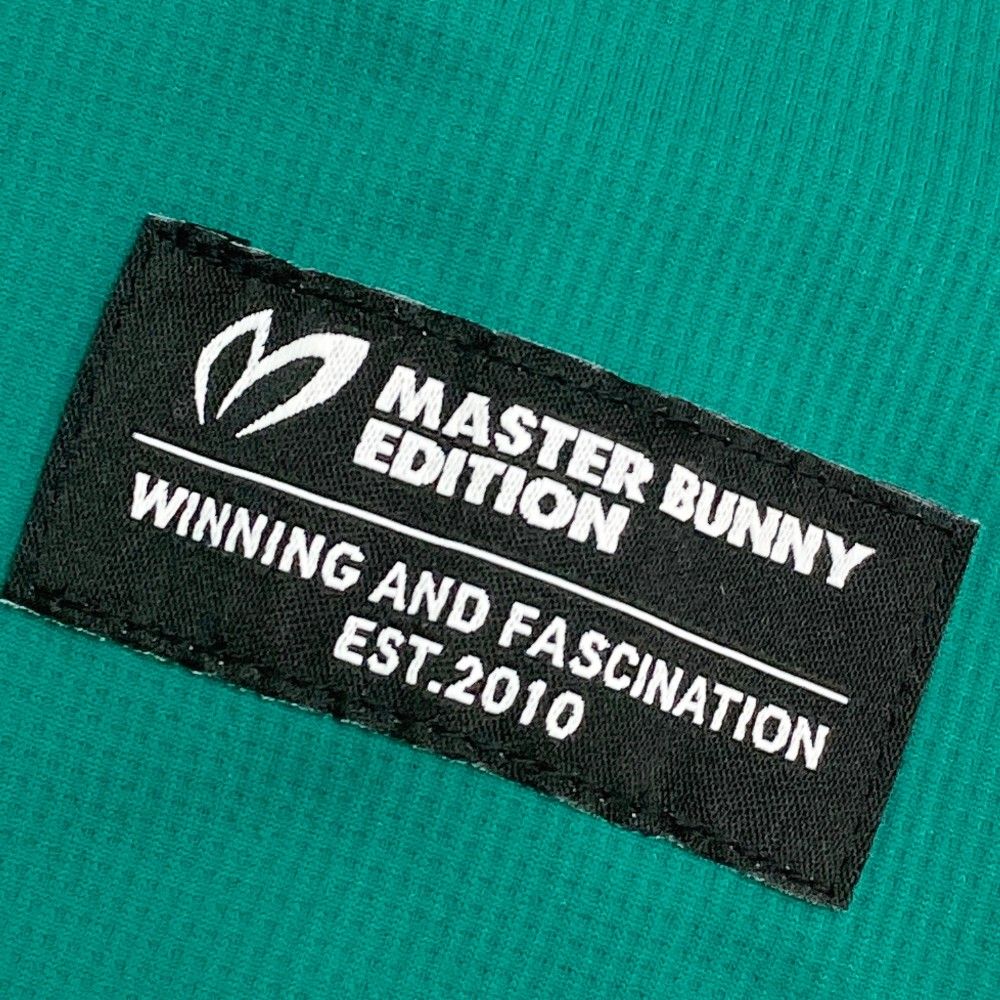 MASTER BUNNY
EDITION
WINNING AND FASCINATION
EST.2010